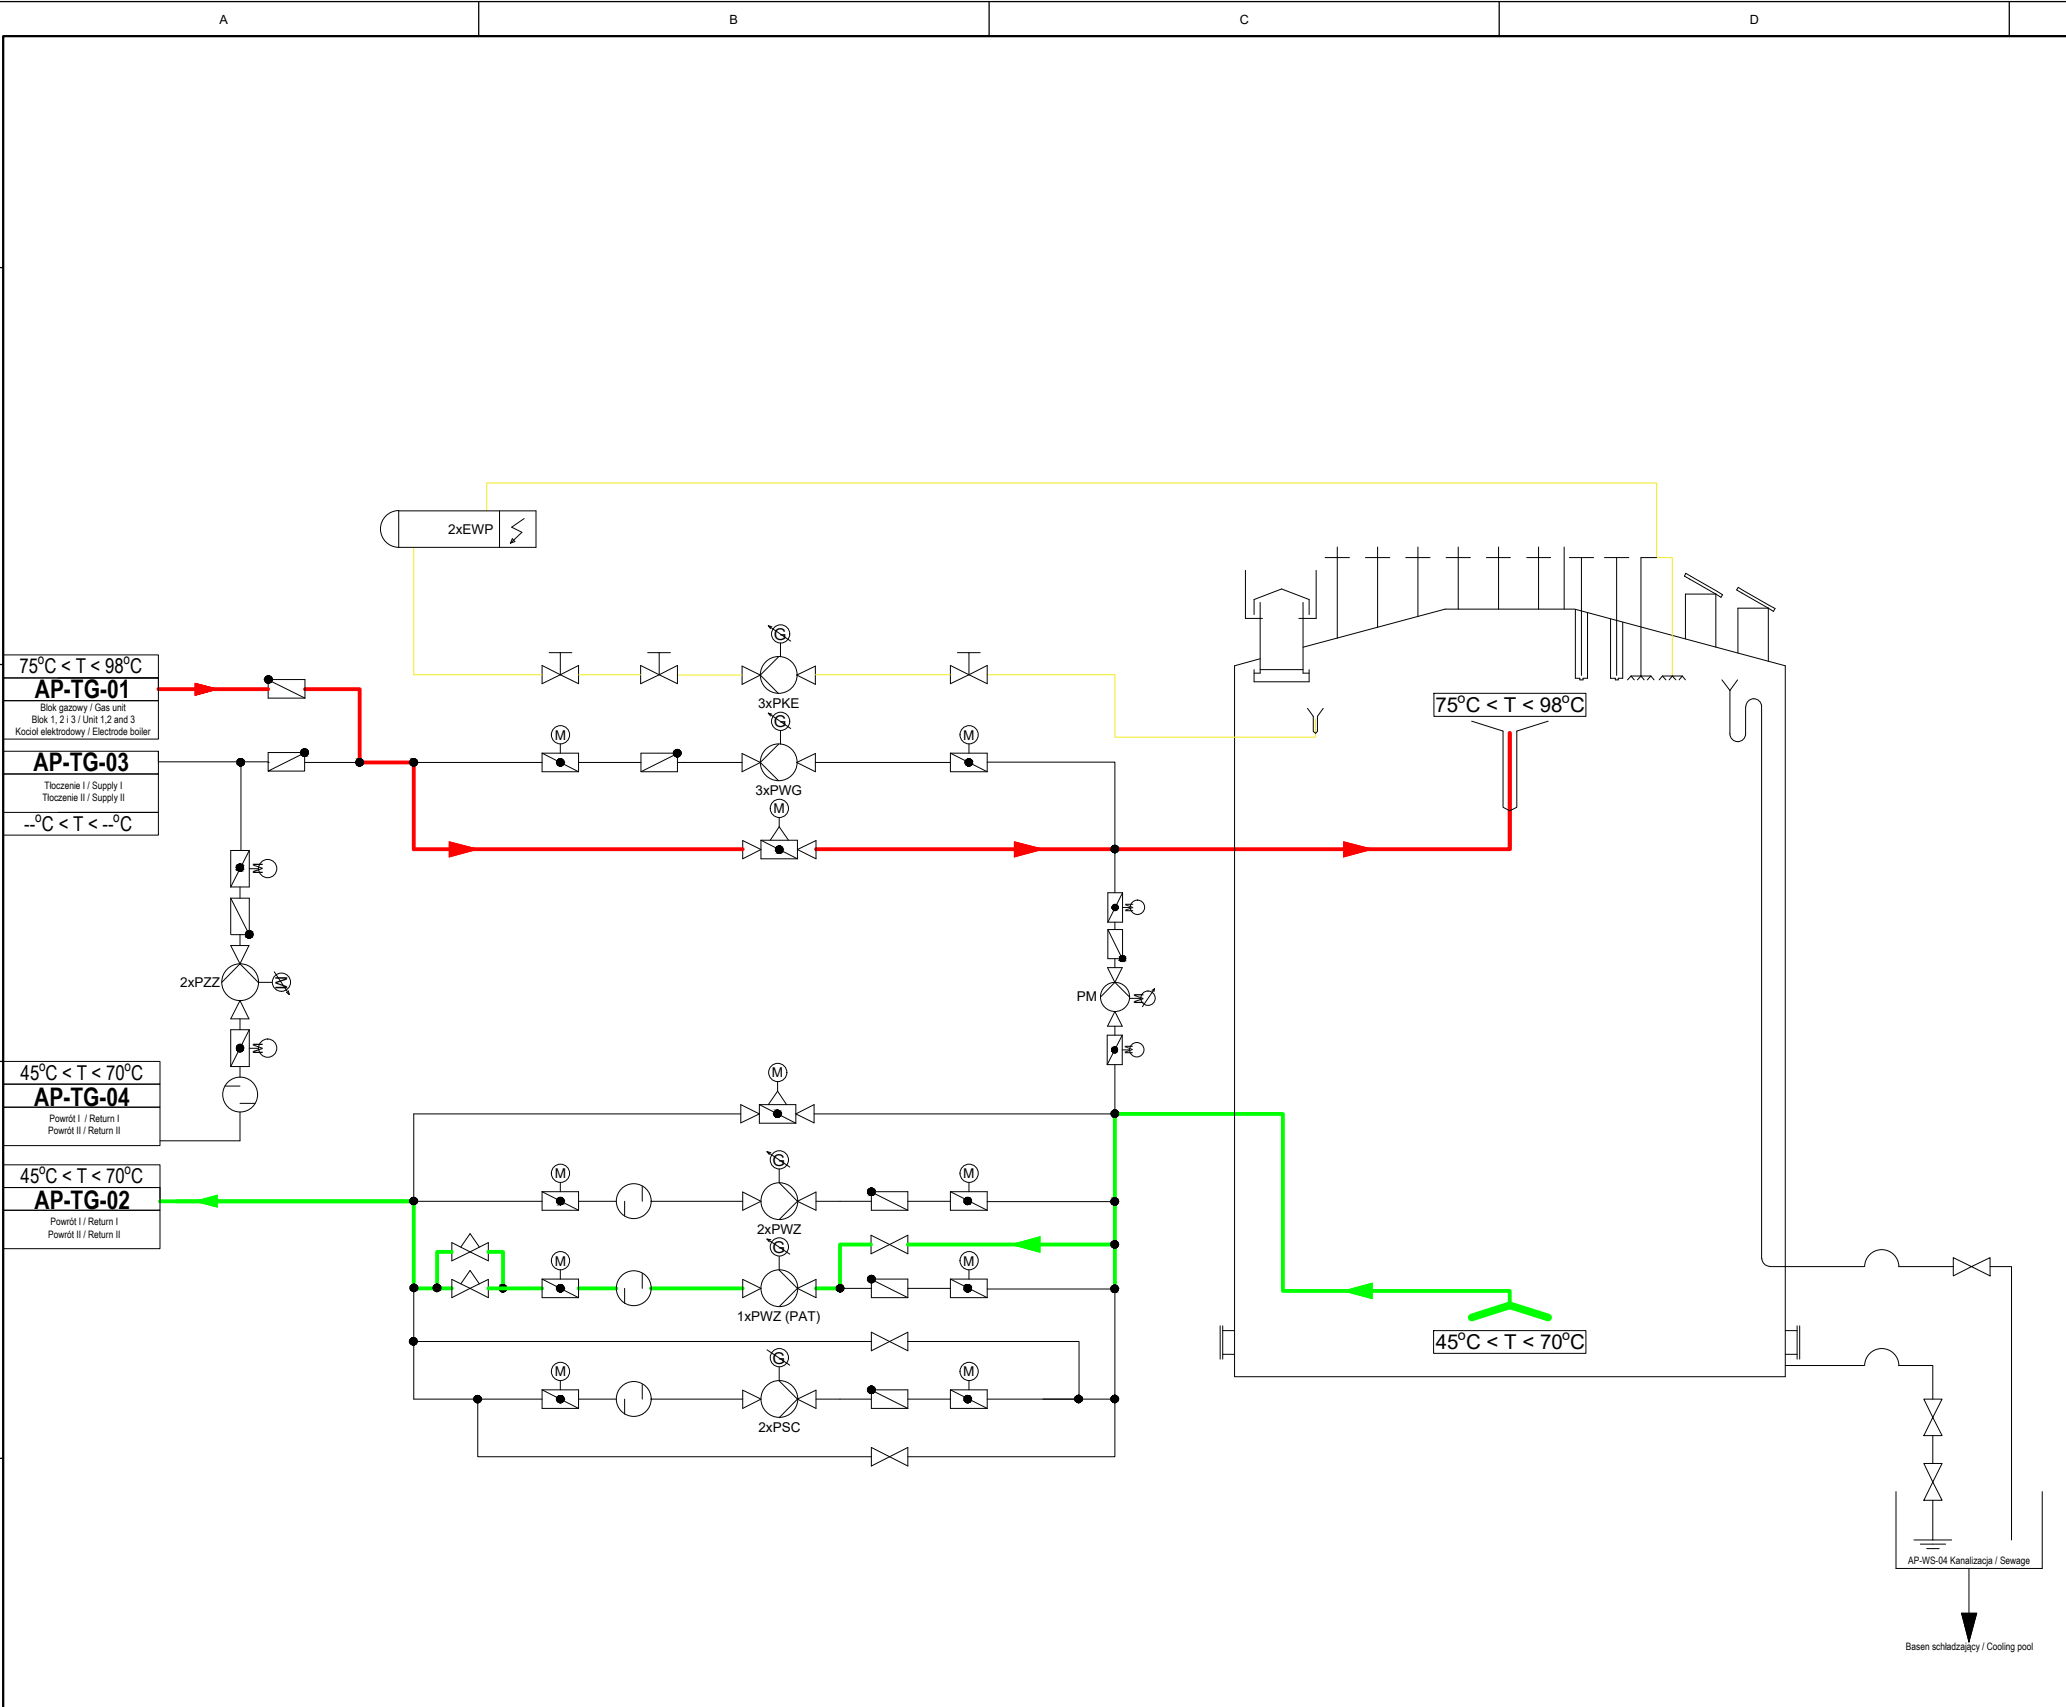 A
B
C
D
2xEWP
G
3xPKE
75°C < T < 98°C
AP-TG-01
Blok gazowy / Gas unit
Blok 1, 2 i 3 / Unit 1,2 and 3
Kocioł elektrodowy / Electrode boiler
75°C < T < 98°C
M
G
M
3xPWG
AP-TG-03
Tłoczenie I / Supply I
Tłoczenie II / Supply II
--°C < T < --°C
M
M
M
2xPZZ
M
PM
M
M
M
45°C < T < 70°C
AP-TG-04
Powrót I / Return I
Powrót II / Return II
M
45°C < T < 70°C
AP-TG-02
Powrót I / Return I
Powrót II / Return II
M
G
M
2xPWZ
M
G
M
1xPWZ (PAT)
45°C < T < 70°C
M
G
M
2xPSC
AP-WS-04 Kanalizacja / Sewage
Basen schładzający / Cooling pool